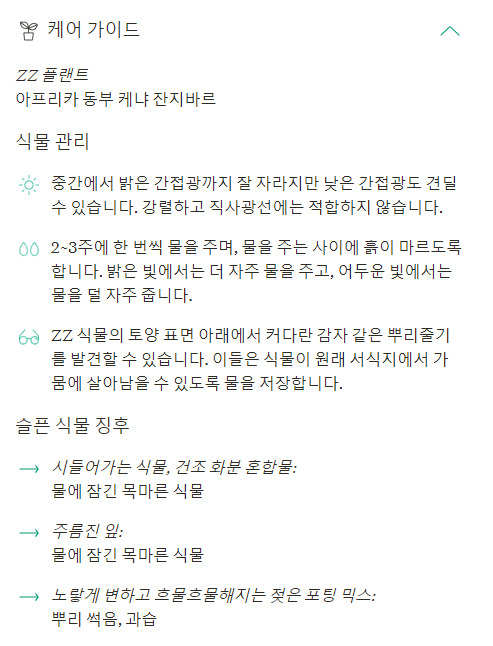 케어 가이드
ZZ 플랜트
아프리카 동부 케냐 잔지바르
식물 관리
중간에서 밝은 간접광까지 잘 자라지만 낮은 간접광도 견딜
수 있습니다. 강렬하고 직사광선에는 적합하지 않습니다.
2~3주에 한 번씩 물을 주며, 물을 주는 사이에 흙이 마르도록
합니다. 밝은 빛에서는 더 자주 물을 주고, 어두운 빛에서는
물을 덜 자주 줍니다.
ZZ 식물의 토양 표면 아래에서 커다란 감자 같은 뿌리줄기
를 발견할 수 있습니다. 이들은 식물이 원래 서식지에서 가
뭄에 살아남을 수 있도록 물을 저장합니다.
슬픈 식물 징후
시들어가는 식물, 건조 화분 혼합물:
물에 잠긴 목마른 식물
주름진 잎:
물에 잠긴 목마른 식물
노랗게 변하고 흐물흐물해지는 젖은 포팅 믹스:
뿌리 썩음, 과습